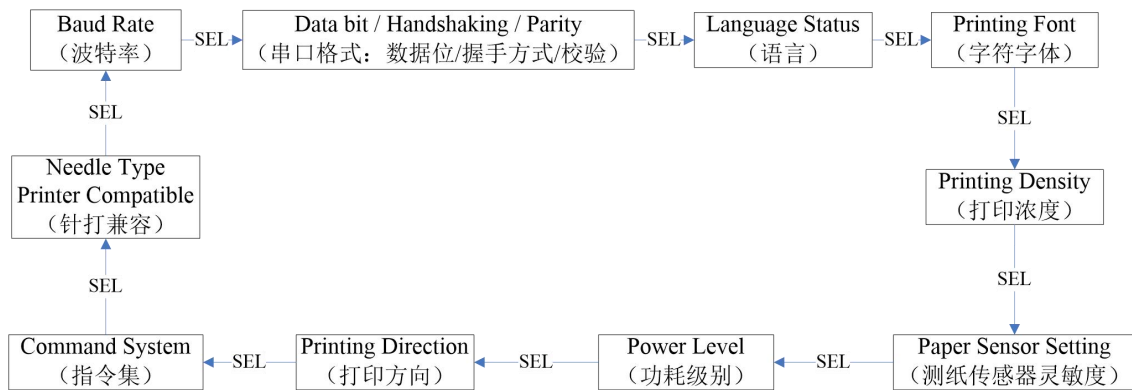 Baud Rate
（波特率）
SEL
Data bit / Handshaking / Parity
（串口格式：数据位/握手方式/校验）
SEL
Language Status
（语言）
SEL
Printing Font
（字符字体）
SEL
Printing Density
（打印浓度）
SEL
Paper Sensor Setting
（测纸传感器灵敏度）
SEL
Power Level
（功耗级别）
SEL
Printing Direction
（打印方向）
SEL
Command System
（指令集）
SEL
Needle Type
Printer Compatible
（针打兼容）
SEL